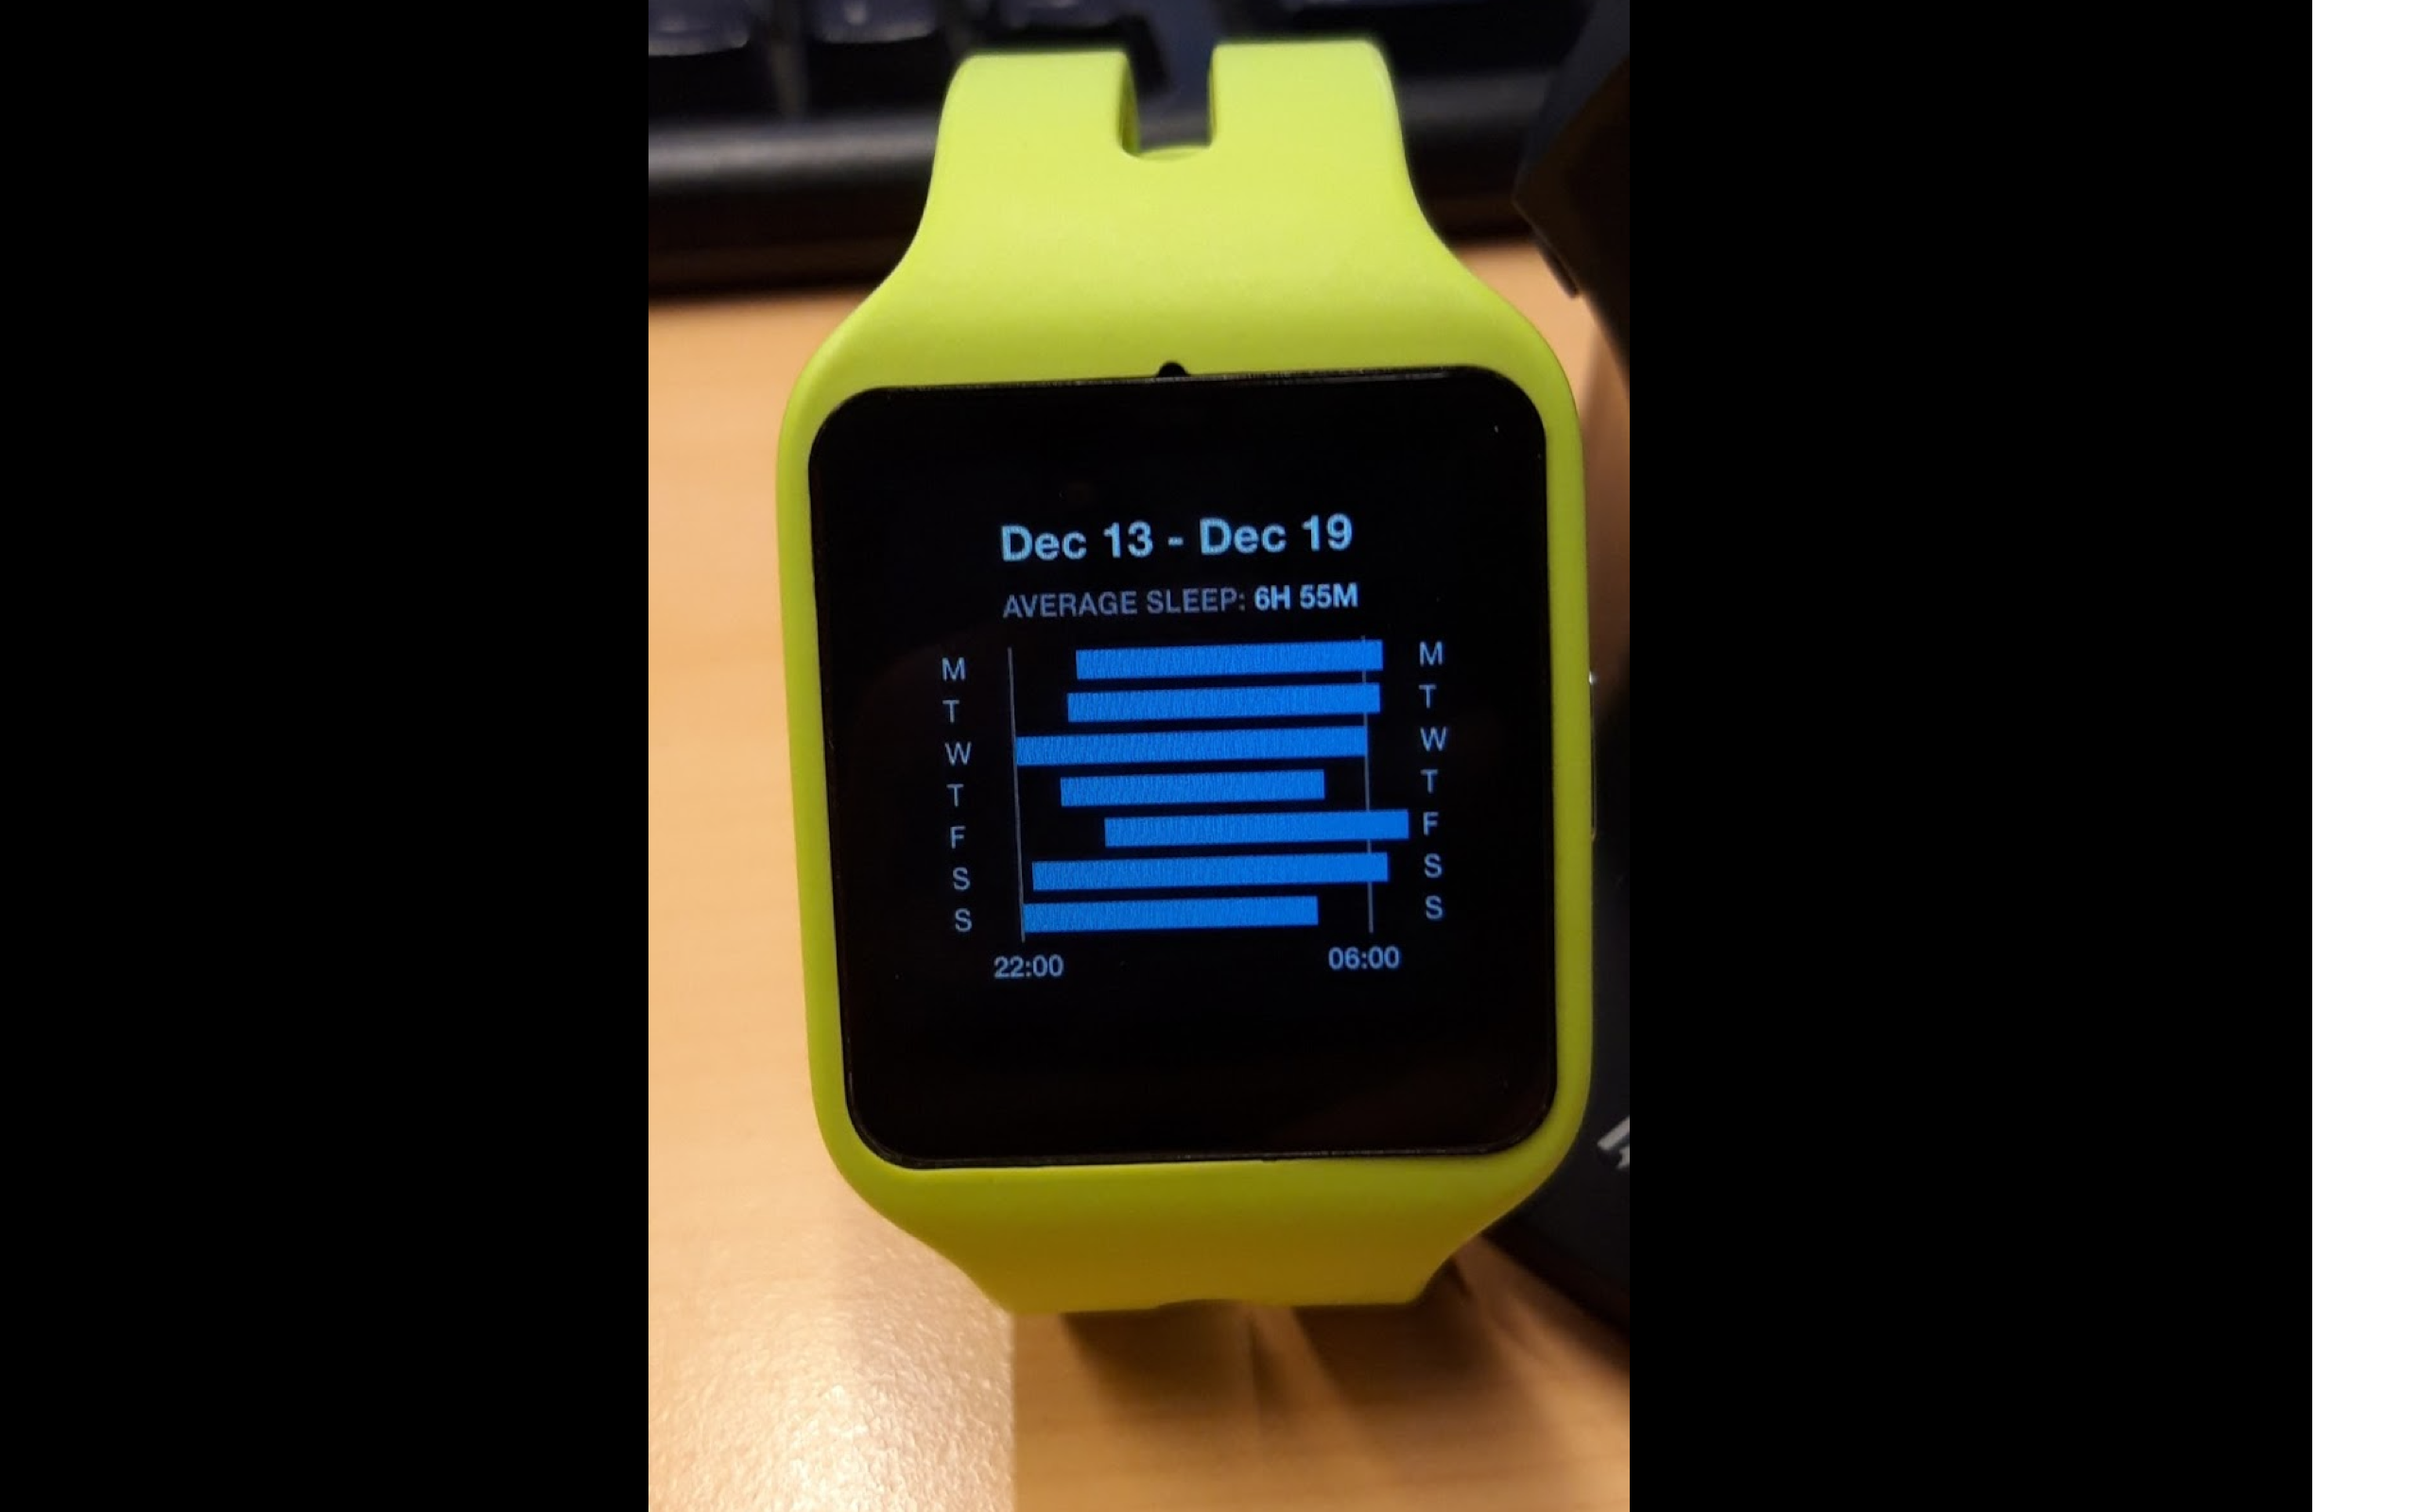 Dec 13 - Dec 19
AVERAGE SLEEP: 6H 55M
M M
T T
W W
T T
F F
S S
S S
22:00 06:00